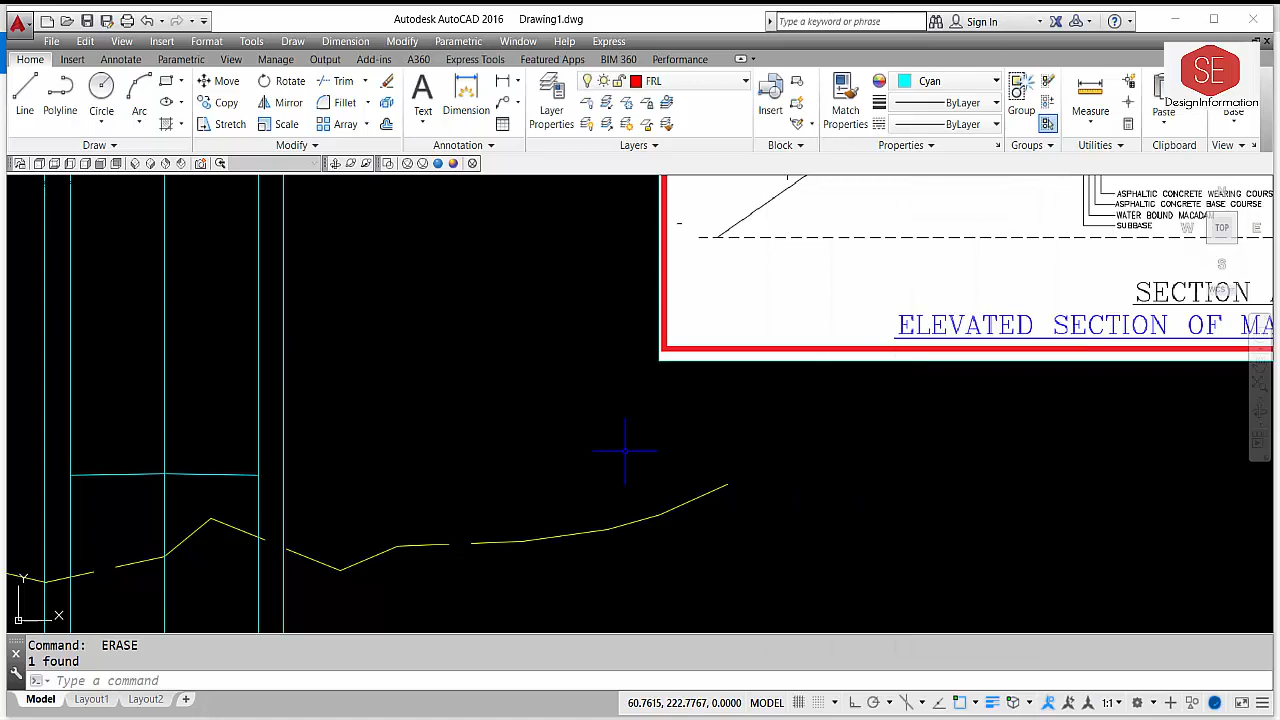 Autodesk AutoCAD 2016 Drawing1.dwg
Type a keyword or phrase
Sign In
File Edit View Insert Format Tools Draw Dimension Modify Parametric Window Help Express
Home Insert Annotate Parametric View Manage Output Add-ins A360 Express Tools Featured Apps BIM 360 Performance
Line Polyline Circle Arc
Move Rotate Trim
Copy Mirror Fillet
Stretch Scale Array
Text Dimension
Layer Properties
FRL
Insert
Match Properties
Cyan
ByLayer
ByLayer
Group
Measure
Paste
Base
Draw Modify Annotation Layers Block Properties Groups Utilities Clipboard View
SE
DesignInformation
ASPHALTIC CONCRETE WEARING COURS
ASPHALTIC CONCRETE BASE COURSE
WATER BOUND MACADAM
SUBBASE
W TOP E
S
WCS
SECTION
ELEVATED SECTION OF MA
Y
X
Command: ERASE
1 found
Type a command
Model Layout1 Layout2 +
60.7615, 222.7767, 0.0000 MODEL
1:1